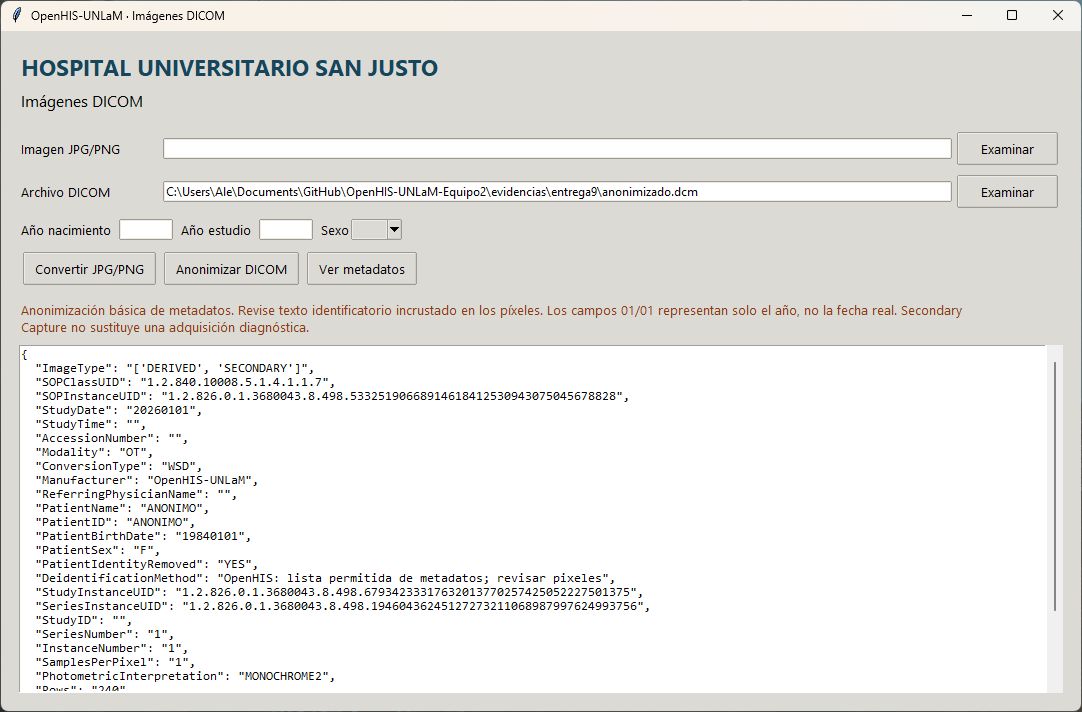 OpenHIS-UNLaM · Imágenes DICOM
HOSPITAL UNIVERSITARIO SAN JUSTO
Imágenes DICOM
Imagen JPG/PNG
Examinar
Archivo DICOM
C:\Users\Ale\Documents\GitHub\OpenHIS-UNLaM-Equipo2\evidencias\entrega9\anonimizado.dcm
Examinar
Año nacimiento Año estudio Sexo
Convertir JPG/PNG Anonimizar DICOM Ver metadatos
Anonimización básica de metadatos. Revise texto identificatorio incrustado en los píxeles. Los campos 01/01 representan solo el año, no la fecha real. Secondary
Capture no sustituye una adquisición diagnóstica.
{
"ImageType": "['DERIVED', 'SECONDARY']",
"SOPClassUID": "1.2.840.10008.5.1.4.1.1.7",
"SOPInstanceUID": "1.2.826.0.1.3680043.8.498.53325190668914618412530943075045678828",
"StudyDate": "20260101",
"StudyTime": "",
"AccessionNumber": "",
"Modality": "OT",
"ConversionType": "WSD",
"Manufacturer": "OpenHIS-UNLaM",
"ReferringPhysicianName": "",
"PatientName": "ANONIMO",
"PatientID": "ANONIMO",
"PatientBirthDate": "19840101",
"PatientSex": "F",
"PatientIdentityRemoved": "YES",
"DeidentificationMethod": "OpenHIS: lista permitida de metadatos; revisar pixeles",
"StudyInstanceUID": "1.2.826.0.1.3680043.8.498.67934233317632013770257425052227501375",
"SeriesInstanceUID": "1.2.826.0.1.3680043.8.498.19460436245127273211068987997624993756",
"StudyID": "",
"SeriesNumber": "1",
"InstanceNumber": "1",
"SamplesPerPixel": "1",
"PhotometricInterpretation": "MONOCHROME2",
"Rows": "240"